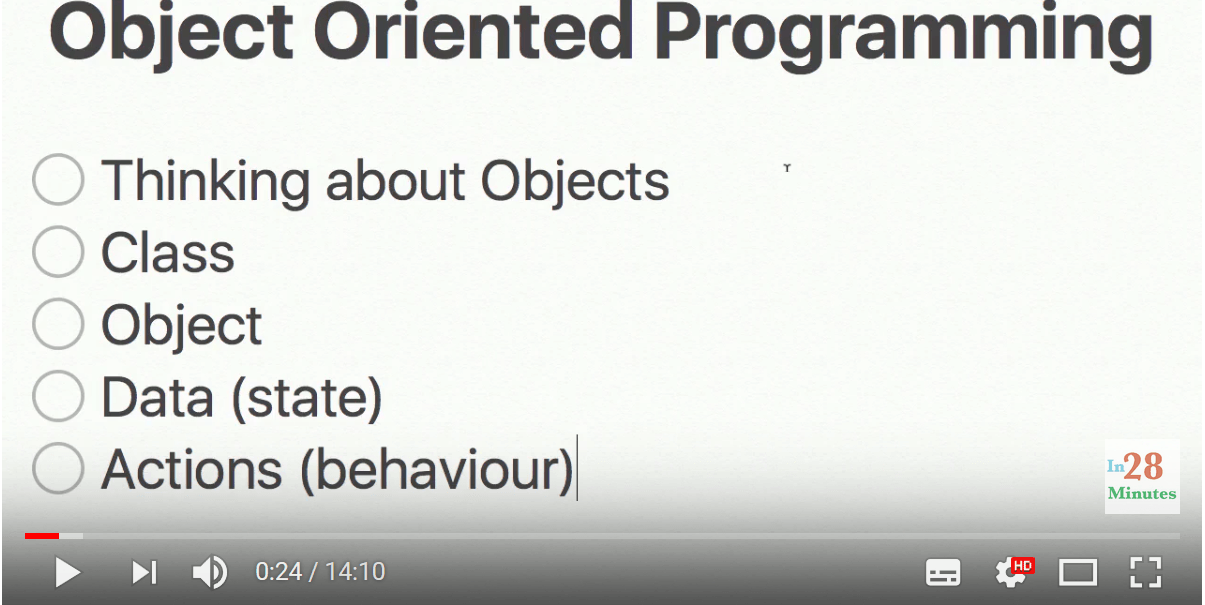 Object Oriented Programming
Thinking about Objects
Class
Object
Data (state)
Actions (behaviour)
In28
Minutes
0:24 / 14:10
HD